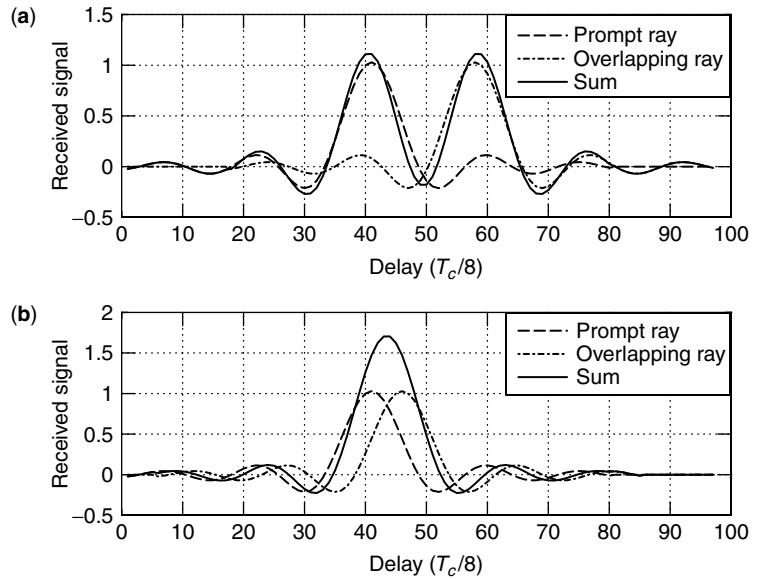 (a)
1.5
1
0.5
0
−0.5
Received signal
Prompt ray
Overlapping ray
Sum
0 10 20 30 40 50 60 70 80 90 100
Delay (T_c/8)
(b)
2
1.5
1
0.5
0
−0.5
Received signal
Prompt ray
Overlapping ray
Sum
0 10 20 30 40 50 60 70 80 90 100
Delay (T_c/8)